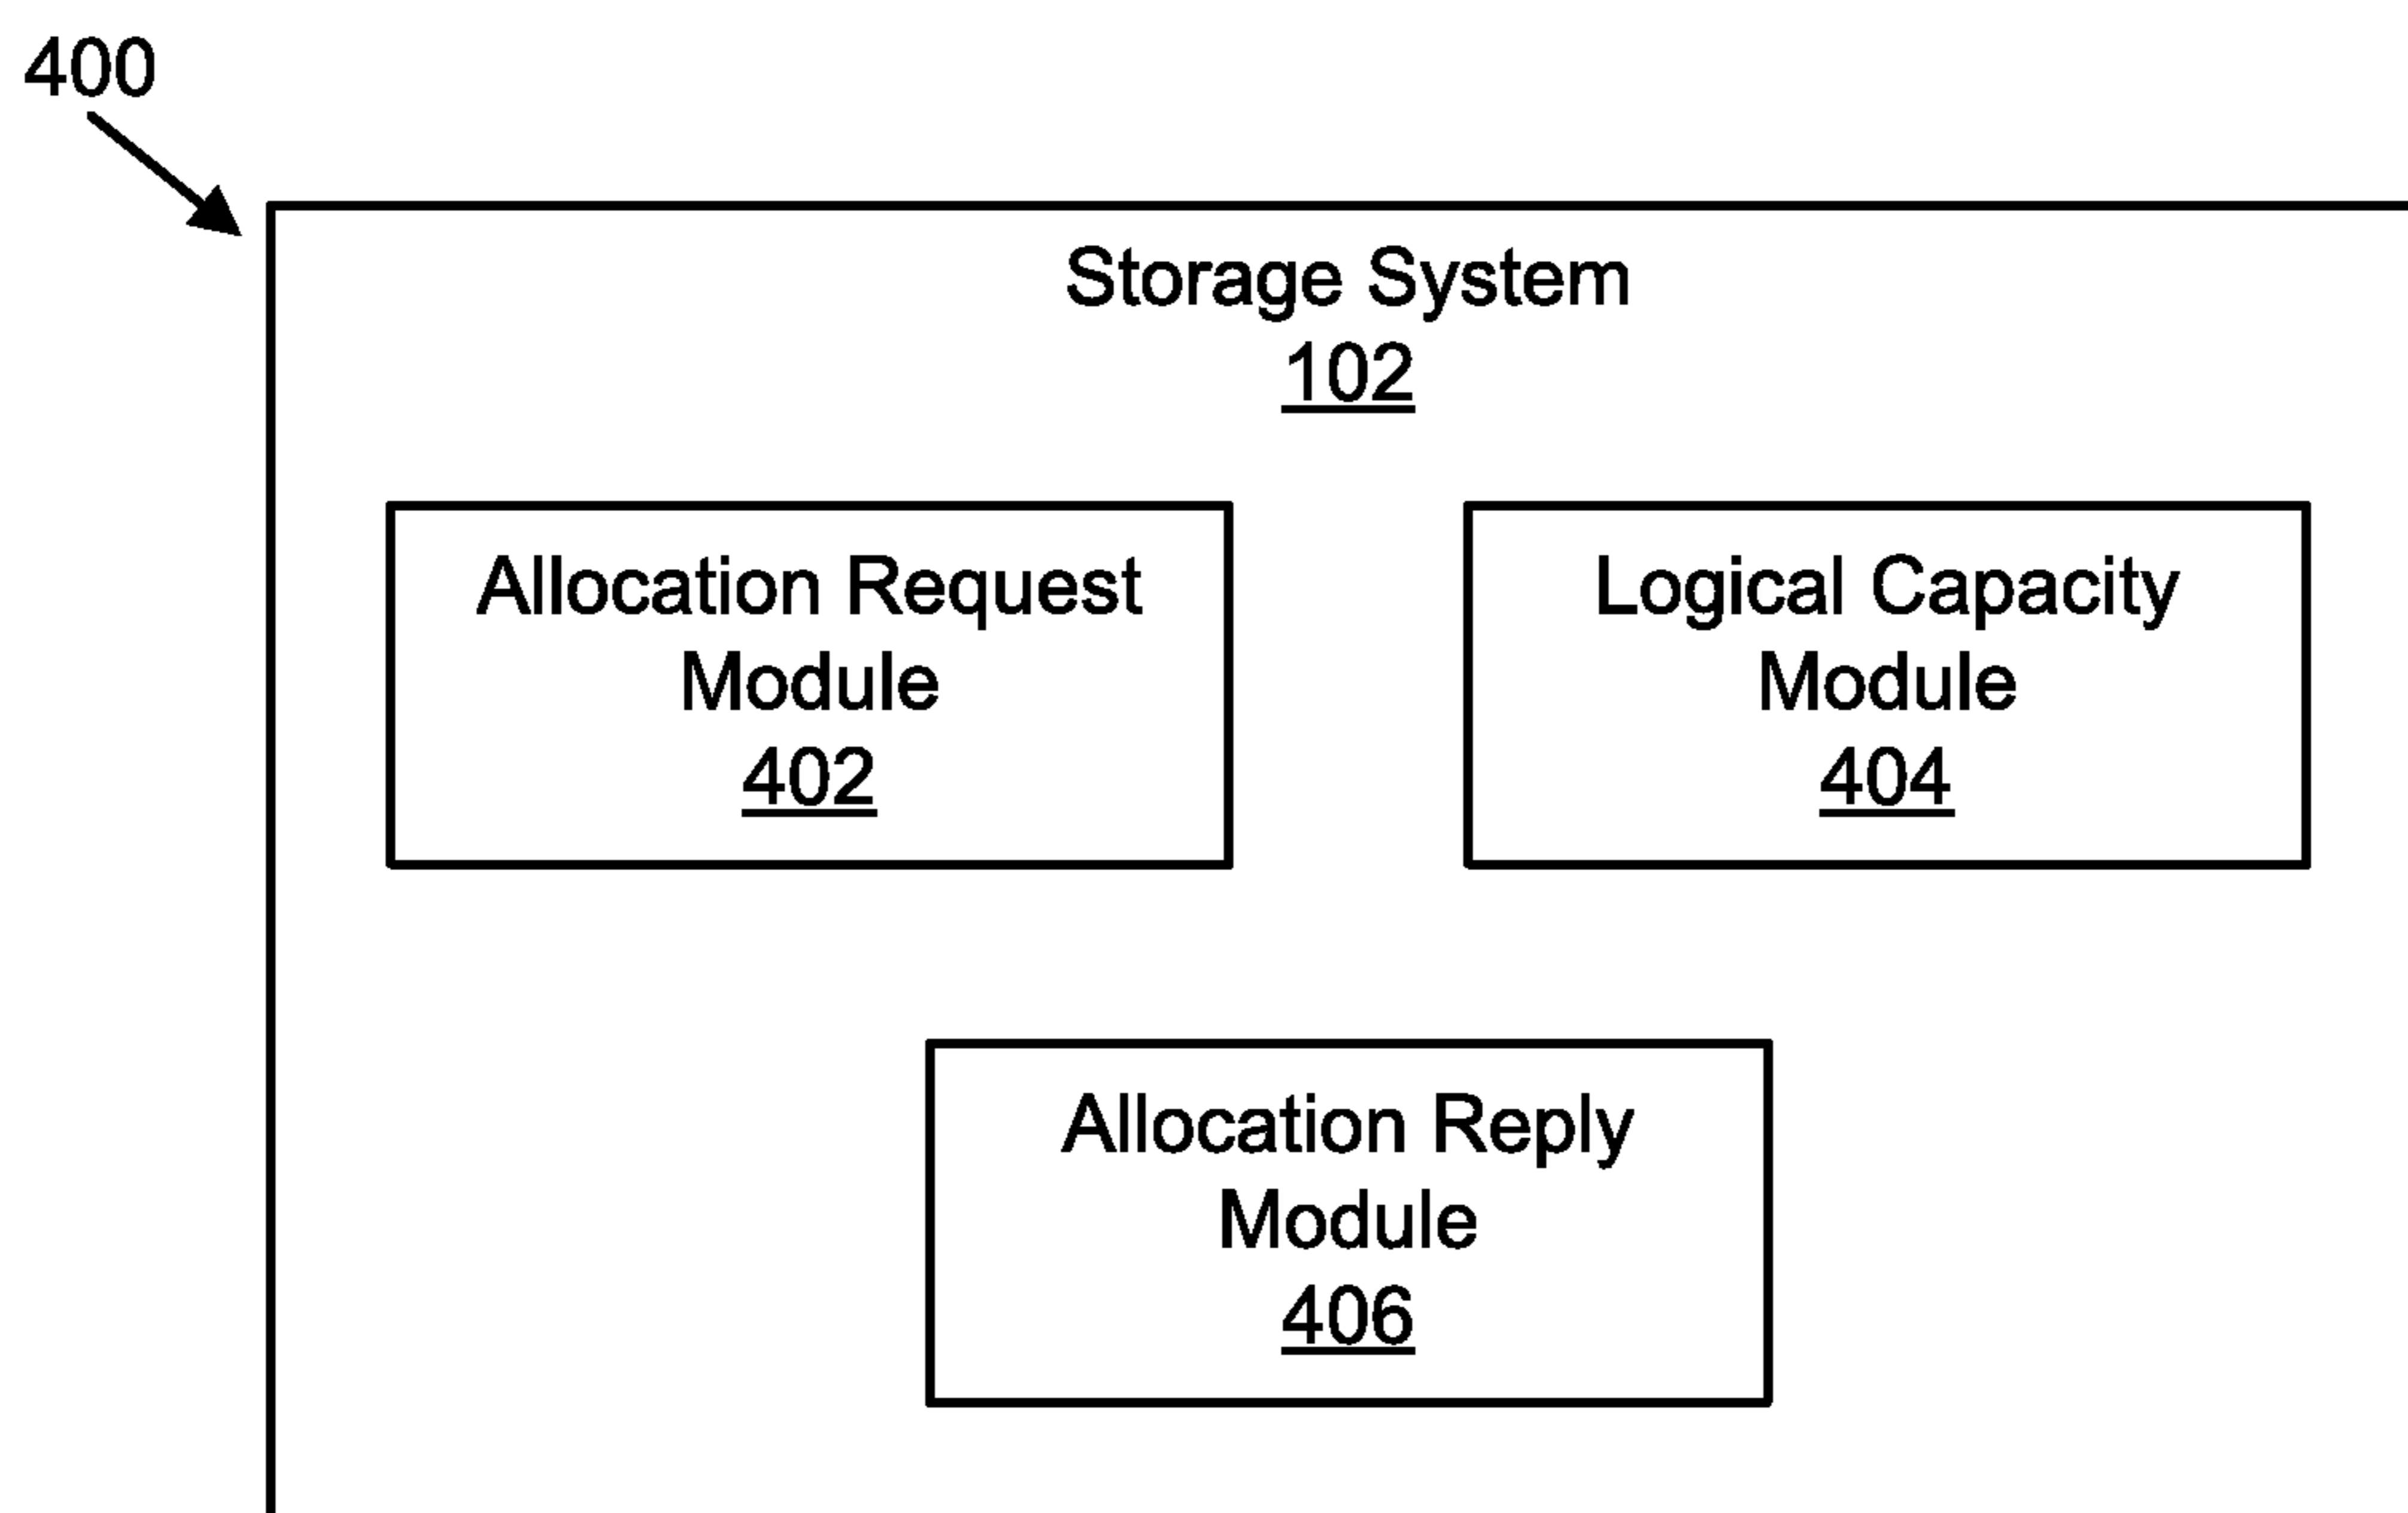 400
Storage System
102
Allocation Request
Module
402
Logical Capacity
Module
404
Allocation Reply
Module
406